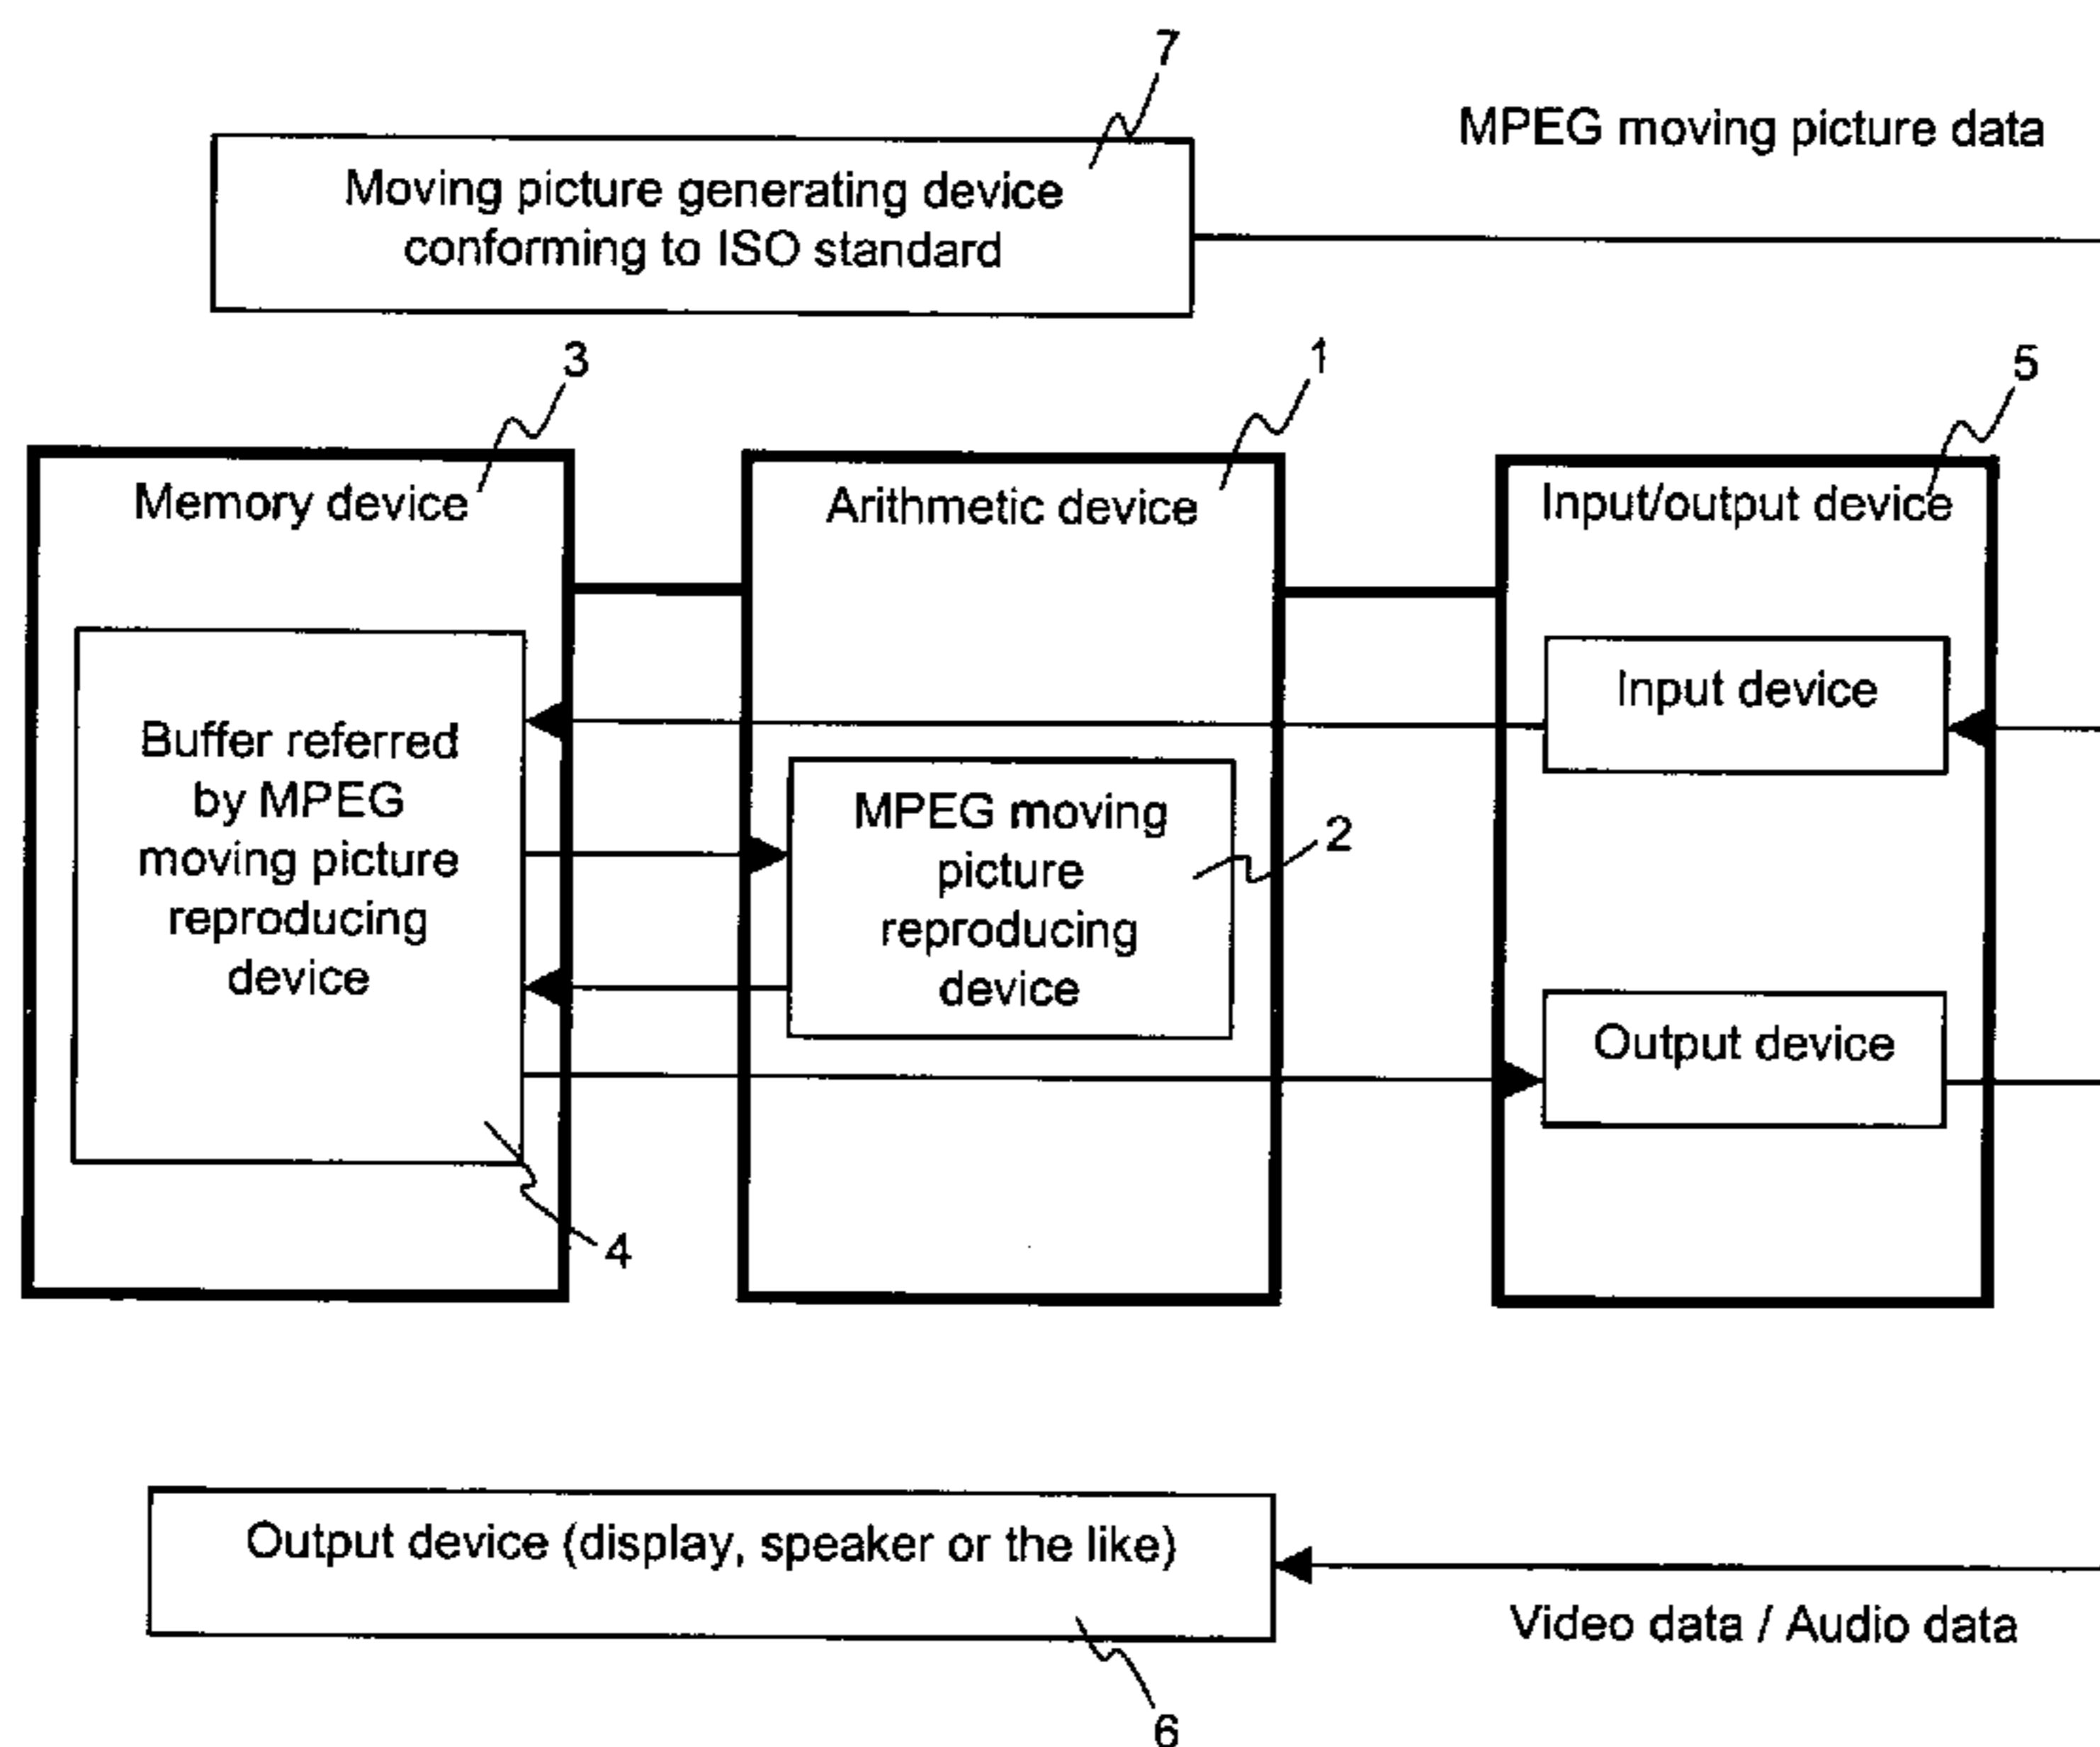 7
MPEG moving picture data
Moving picture generating device
conforming to ISO standard
3
1
5
Memory device
Arithmetic device
Input/output device
Input device
Buffer referred
by MPEG
moving picture
reproducing
device
MPEG moving
picture
reproducing
device
2
Output device
4
Output device (display, speaker or the like)
Video data / Audio data
6